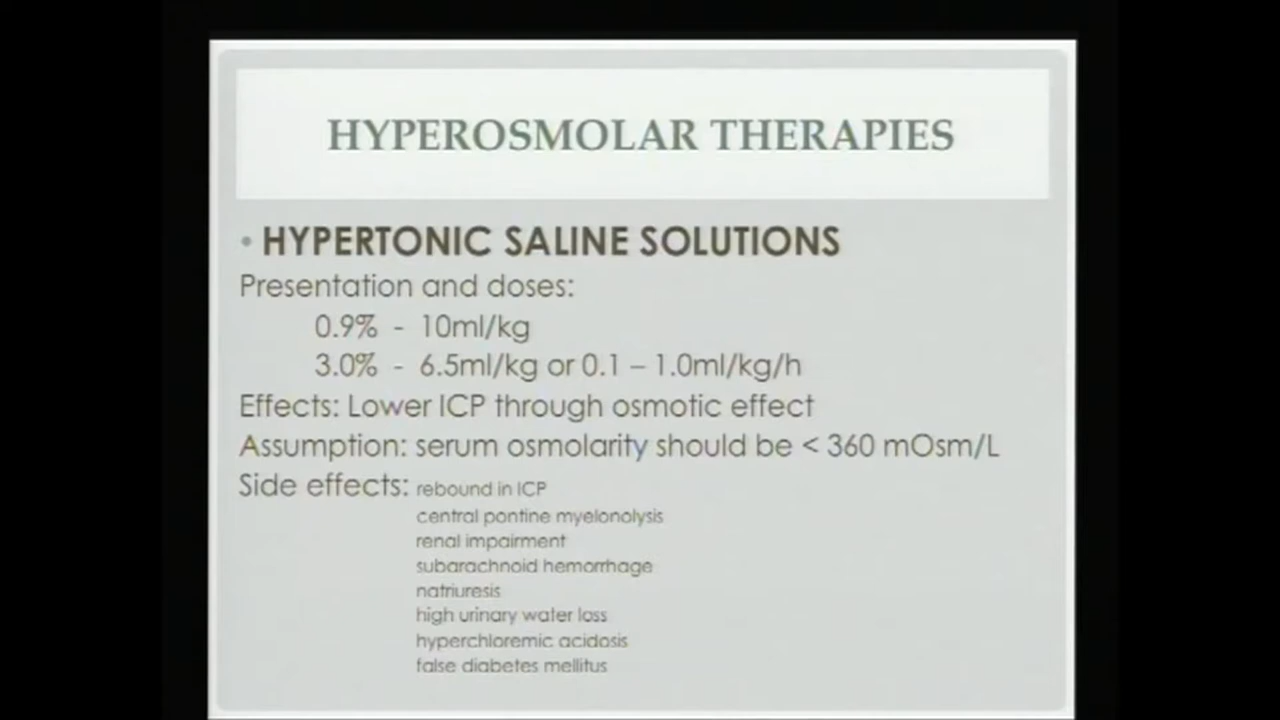 HYPEROSMOLAR THERAPIES
• HYPERTONIC SALINE SOLUTIONS
Presentation and doses:
0.9% - 10ml/kg
3.0% - 6.5ml/kg or 0.1 – 1.0ml/kg/h
Effects: Lower ICP through osmotic effect
Assumption: serum osmolarity should be < 360 mOsm/L
Side effects: rebound in ICP
central pontine myelonolysis
renal impairment
subarachnoid hemorrhage
natriuresis
high urinary water loss
hyperchloremic acidosis
false diabetes mellitus